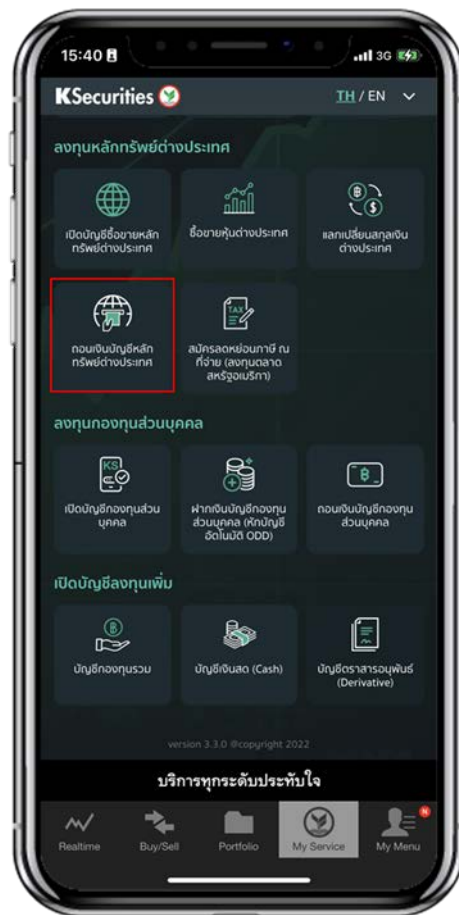 15:40 3G
KSecurities TH / EN
ลงทุนหลักทรัพย์ต่างประเทศ
เปิดบัญชีซื้อขายหลัก
ทรัพย์ต่างประเทศ
ซื้อขายหุ้นต่างประเทศ
แลกเปลี่ยนสกุลเงิน
ต่างประเทศ
ถอนเงินบัญชีหลัก
ทรัพย์ต่างประเทศ
TAX
สมัครลดหย่อนภาษี ณ
ที่จ่าย (ลงทุนตลาด
สหรัฐอเมริกา)
ลงทุนกองทุนส่วนบุคคล
KS
เปิดบัญชีกองทุนส่วน
บุคคล
ฝากเงินบัญชีกองทุน
ส่วนบุคคล (หักบัญชี
อัตโนมัติ ODD)
ถอนเงินบัญชีกองทุน
ส่วนบุคคล
เปิดบัญชีลงทุนเพิ่ม
บัญชีกองทุนรวม
บัญชีเงินสด (Cash)
บัญชีตราสารอนุพันธ์
(Derivative)
version 3.3.0 @copyright 2022
บริการทุกระดับประทับใจ
Realtime
Buy/Sell
Portfolio
My Service
N
My Menu